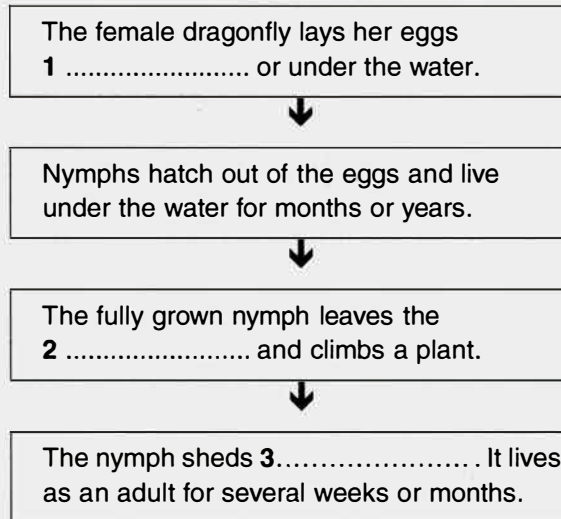 The female dragonfly lays her eggs
1 ......................... or under the water.
Nymphs hatch out of the eggs and live
under the water for months or years.
The fully grown nymph leaves the
2 ......................... and climbs a plant.
The nymph sheds 3....................... . It lives
as an adult for several weeks or months.